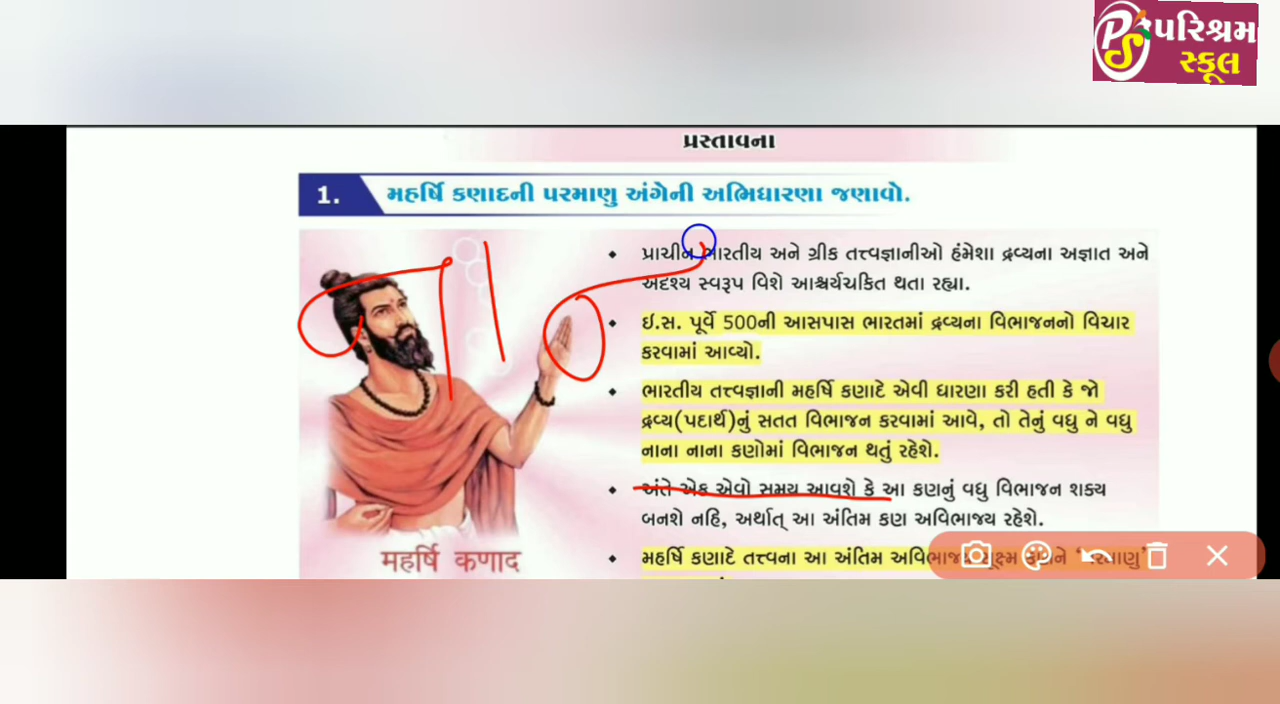 પરિશ્રમ
સ્કૂલ
પ્રસ્તાવના
1. મહર્ષિ કણાદની પરમાણુ અંગેની અભિધારણા જણાવો.
• પ્રાચીન ભારતીય અને ગ્રીક તત્ત્વજ્ઞાનીઓ હંમેશા દ્રવ્યના અજ્ઞાત અને
અદૃશ્ય સ્વરૂપ વિશે આશ્ચર્યચકિત થતા રહ્યા.
• ઈ.સ. પૂર્વે 500ની આસપાસ ભારતમાં દ્રવ્યના વિભાજનનો વિચાર
કરવામાં આવ્યો.
• ભારતીય તત્ત્વજ્ઞાની મહર્ષિ કણાદે એવી ધારણા કરી હતી કે જો
દ્રવ્ય(પદાર્થ)નું સતત વિભાજન કરવામાં આવે, તો તેનું વધુ ને વધુ
નાના નાના કણોમાં વિભાજન થતું રહેશે.
• અંતે એક એવો સમય આવશે કે આ કણનું વધુ વિભાજન શક્ય
બનશે નહિ, અર્થાત્ આ અંતિમ કણ અવિભાજ્ય રહેશે.
• મહર્ષિ કણાદે તત્ત્વના આ અંતિમ અવિભાજ્ય સૂક્ષ્મ કણને ‘પરમાણુ’
महर्षि कणाद